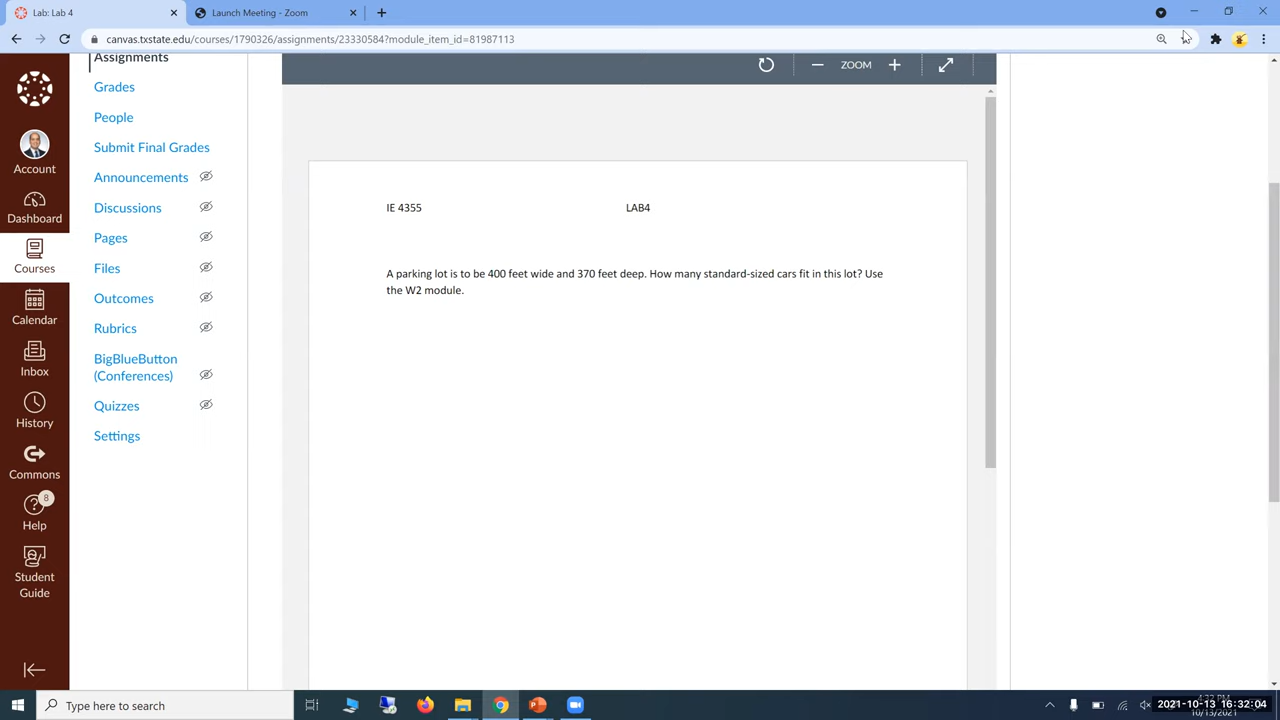 Lab: Lab 4
Launch Meeting - Zoom
canvas.txstate.edu/courses/1790326/assignments/23330584?module_item_id=81987113
Account
Dashboard
Courses
Calendar
Inbox
History
Commons
8
Help
Student
Guide
Assignments
Grades
People
Submit Final Grades
Announcements
Discussions
Pages
Files
Outcomes
Rubrics
BigBlueButton
(Conferences)
Quizzes
Settings
ZOOM
IE 4355 LAB4
A parking lot is to be 400 feet wide and 370 feet deep. How many standard-sized cars fit in this lot? Use
the W2 module.
Type here to search
2021-10-13 16:32:04